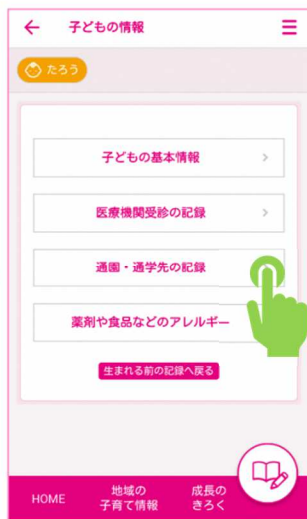 子どもの情報
たろう
子どもの基本情報
医療機関受診の記録
通園・通学先の記録
薬剤や食品などのアレルギー
生まれる前の記録へ戻る
HOME
地域の
子育て情報
成長の
きろく